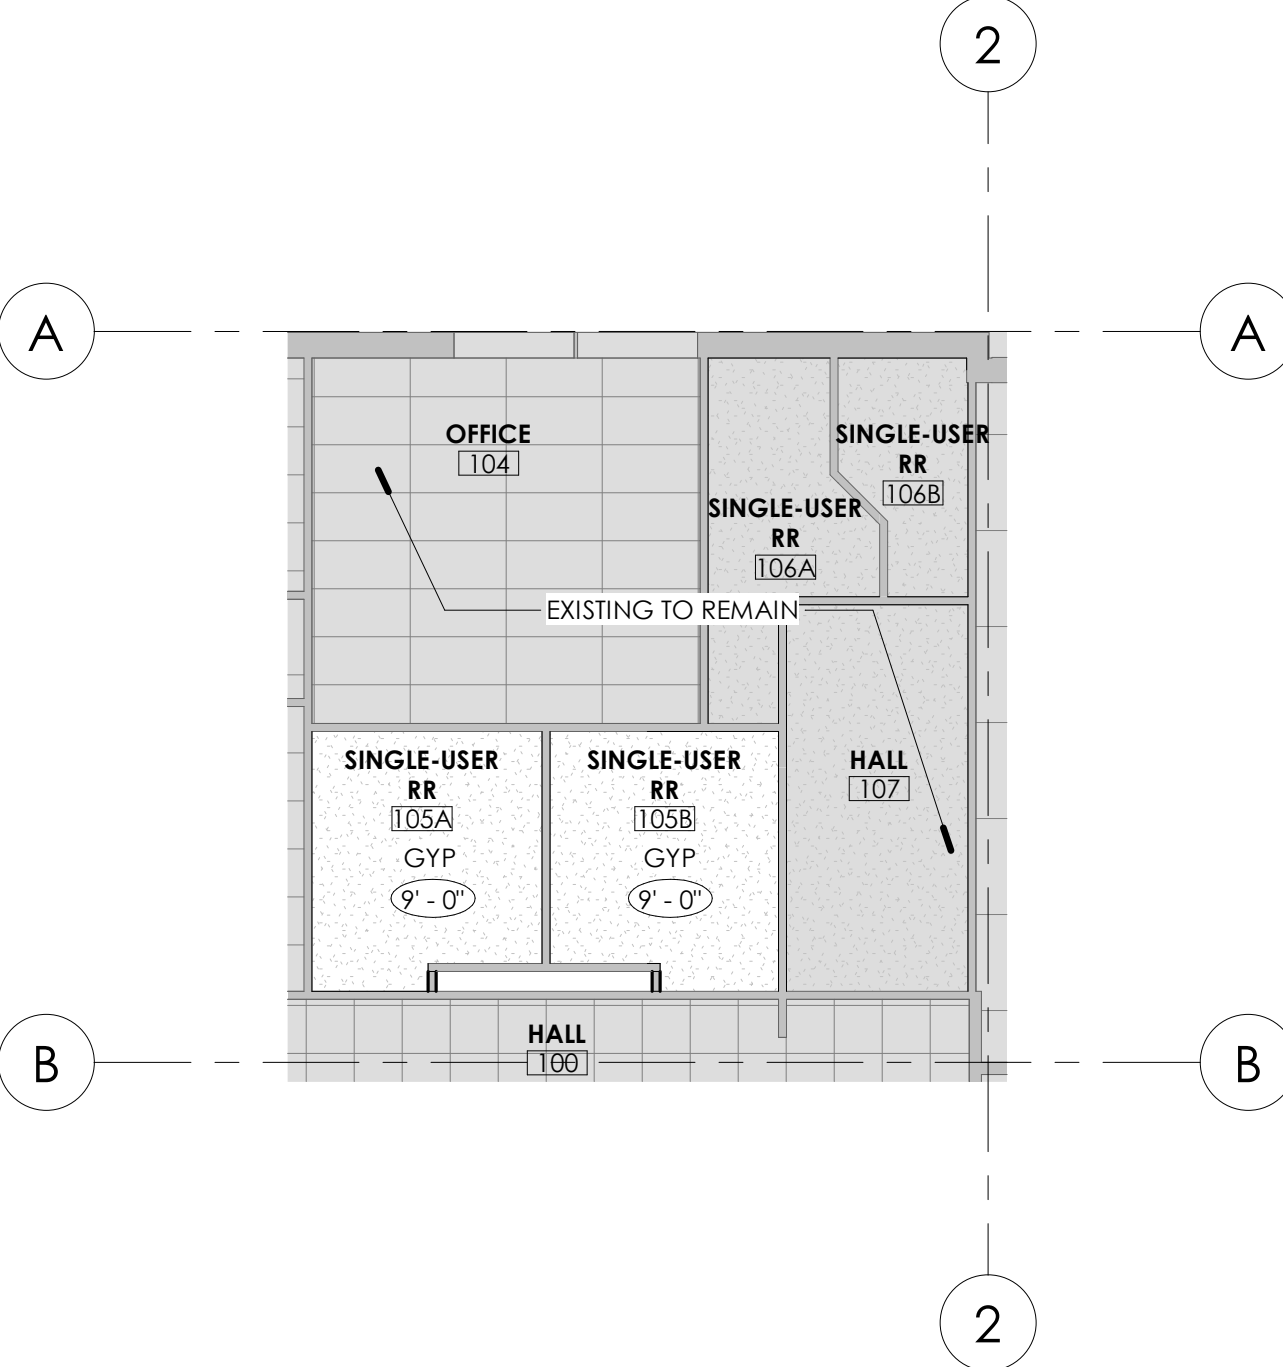 2
A
A
OFFICE
104
SINGLE-USER
RR
106B
SINGLE-USER
RR
106A
EXISTING TO REMAIN
SINGLE-USER
RR
105A
GYP
9' - 0"
SINGLE-USER
RR
105B
GYP
9' - 0"
HALL
107
HALL
100
B
B
2